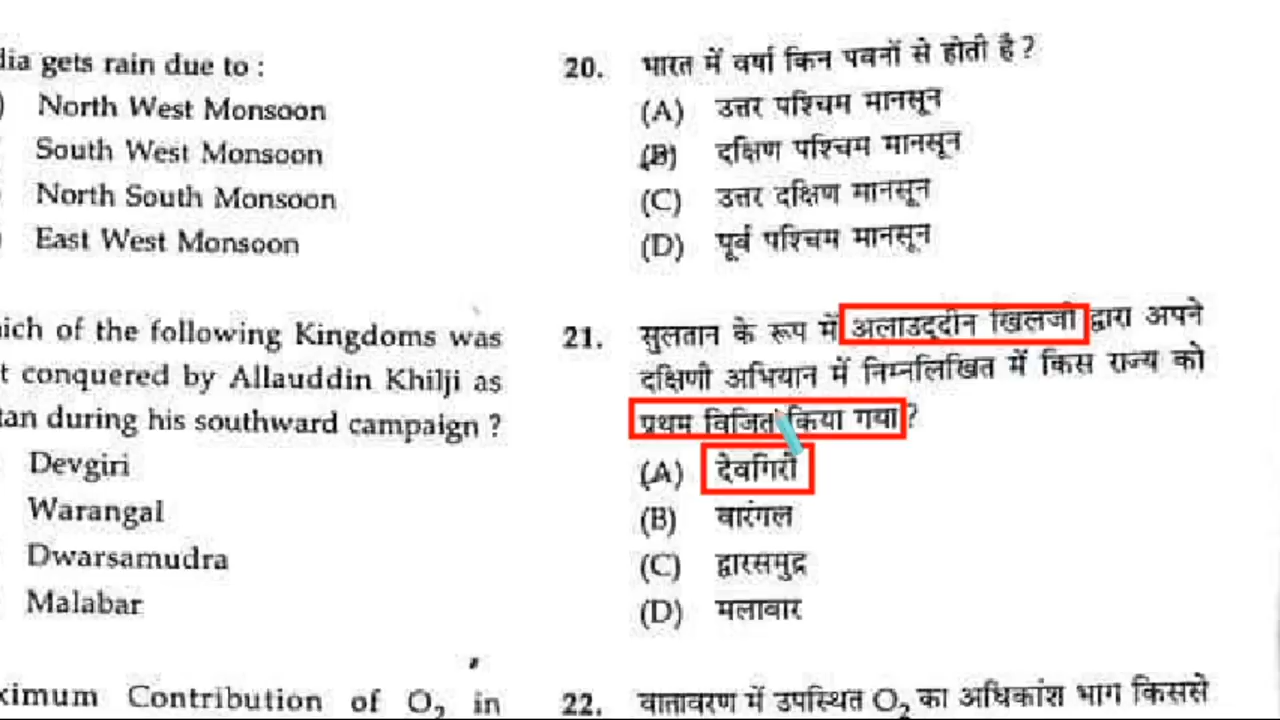 dia gets rain due to :
) North West Monsoon
South West Monsoon
North South Monsoon
) East West Monsoon
ich of the following Kingdoms was
t conquered by Allauddin Khilji as
tan during his southward campaign ?
Devgiri
Warangal
Dwarsamudra
Malabar
ximum Contribution of O₂ in
20. भारत में वर्षा किन पवनों से होती है ?
(A) उत्तर पश्चिम मानसून
(B) दक्षिण पश्चिम मानसून
(C) उत्तर दक्षिण मानसून
(D) पूर्व पश्चिम मानसून
21. सुलतान के रूप में अलाउद्दीन खिलजी द्वारा अपने
दक्षिणी अभियान में निम्नलिखित में किस राज्य को
प्रथम विजित किया गया ?
(A) देवगिरी
(B) वारंगल
(C) द्वारसमुद्र
(D) मलाबार
22. वातावरण में उपस्थित O₂ का अधिकांश भाग किससे